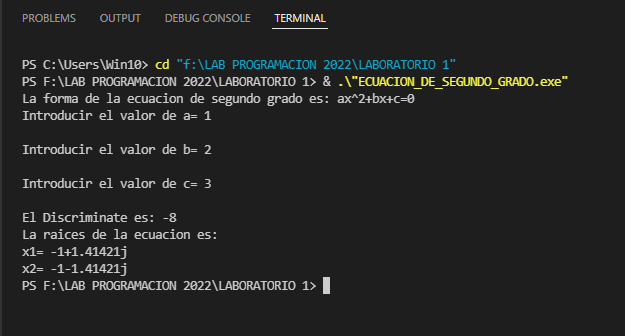 PROBLEMS OUTPUT DEBUG CONSOLE TERMINAL
PS C:\Users\Win10> cd "f:\LAB PROGRAMACION 2022\LABORATORIO 1"
PS F:\LAB PROGRAMACION 2022\LABORATORIO 1> & .\"ECUACION_DE_SEGUNDO_GRADO.exe"
La forma de la ecuacion de segundo grado es: ax^2+bx+c=0
Introducir el valor de a= 1
Introducir el valor de b= 2
Introducir el valor de c= 3
El Discriminate es: -8
La raices de la ecuacion es:
x1= -1+1.41421j
x2= -1-1.41421j
PS F:\LAB PROGRAMACION 2022\LABORATORIO 1>